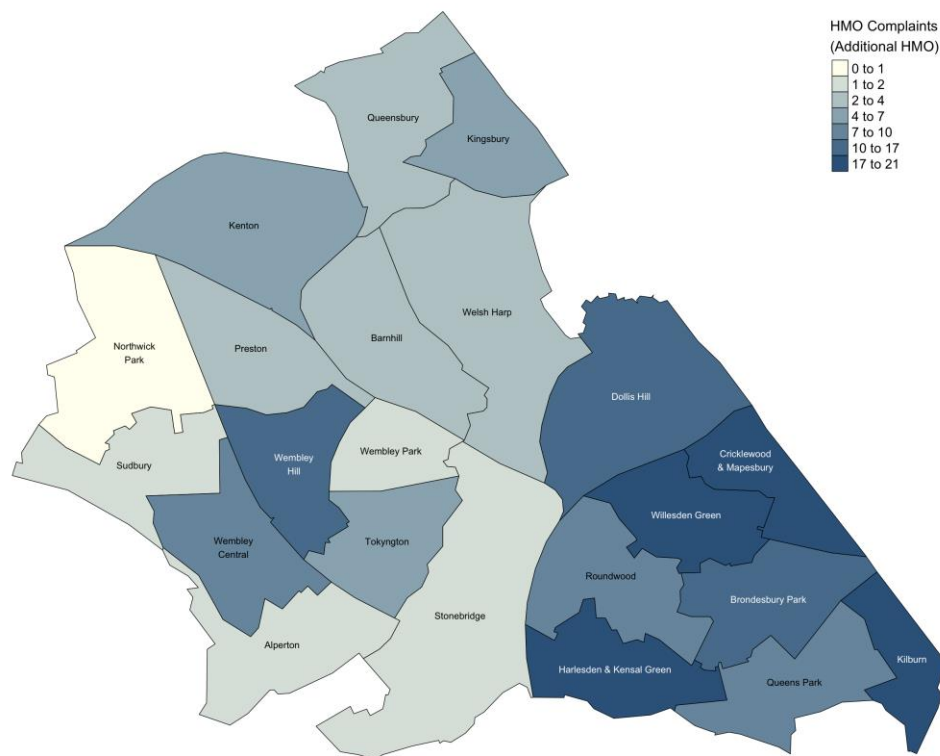 HMO Complaints
(Additional HMO)
0 to 1
1 to 2
2 to 4
4 to 7
7 to 10
10 to 17
17 to 21
Queensbury
Kingsbury
Kenton
Welsh Harp
Barnhill
Northwick
Park
Preston
Dollis Hill
Wembley Park
Cricklewood
& Mapesbury
Wembley
Hill
Sudbury
Willesden Green
Wembley
Central
Tokyngton
Roundwood
Brondesbury Park
Stonebridge
Alperton
Kilburn
Harlesden & Kensal Green
Queens Park